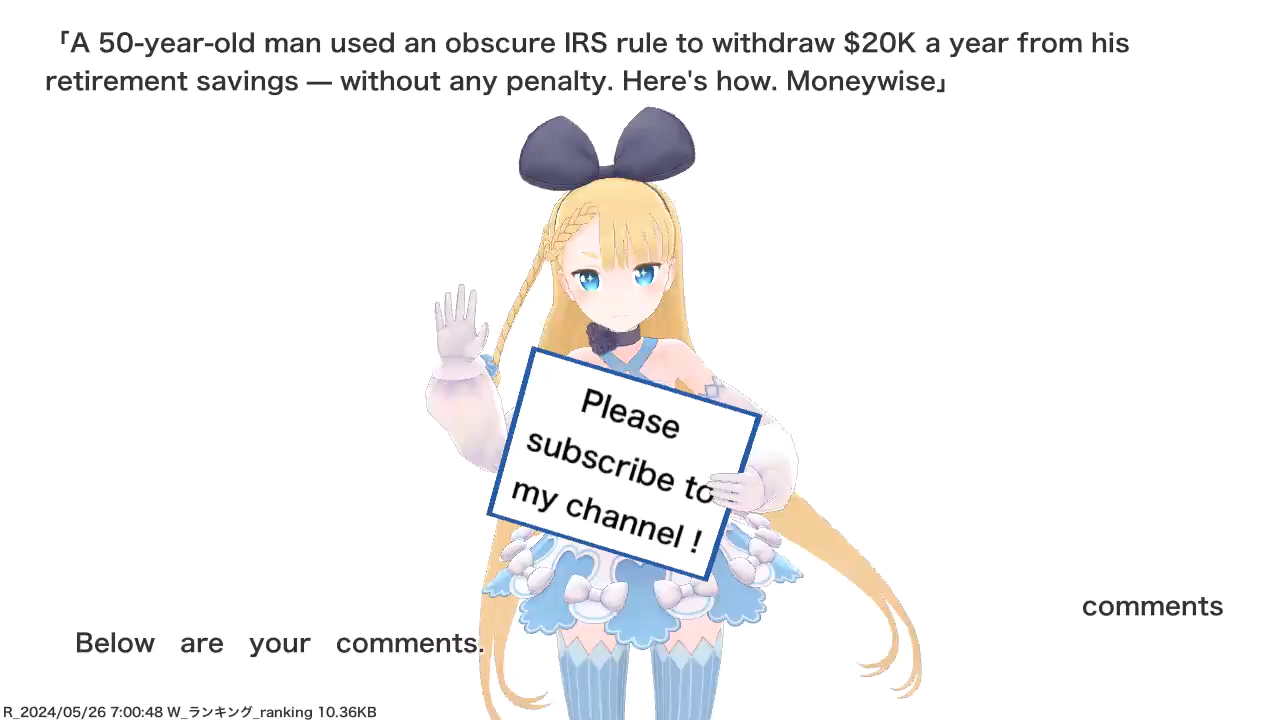 「A 50-year-old man used an obscure IRS rule to withdraw $20K a year from his
retirement savings — without any penalty. Here's how. Moneywise」
Please
subscribe to
my channel !
comments
Below are your comments.
R_2024/05/26 7:00:48 W_ランキング_ranking 10.36KB